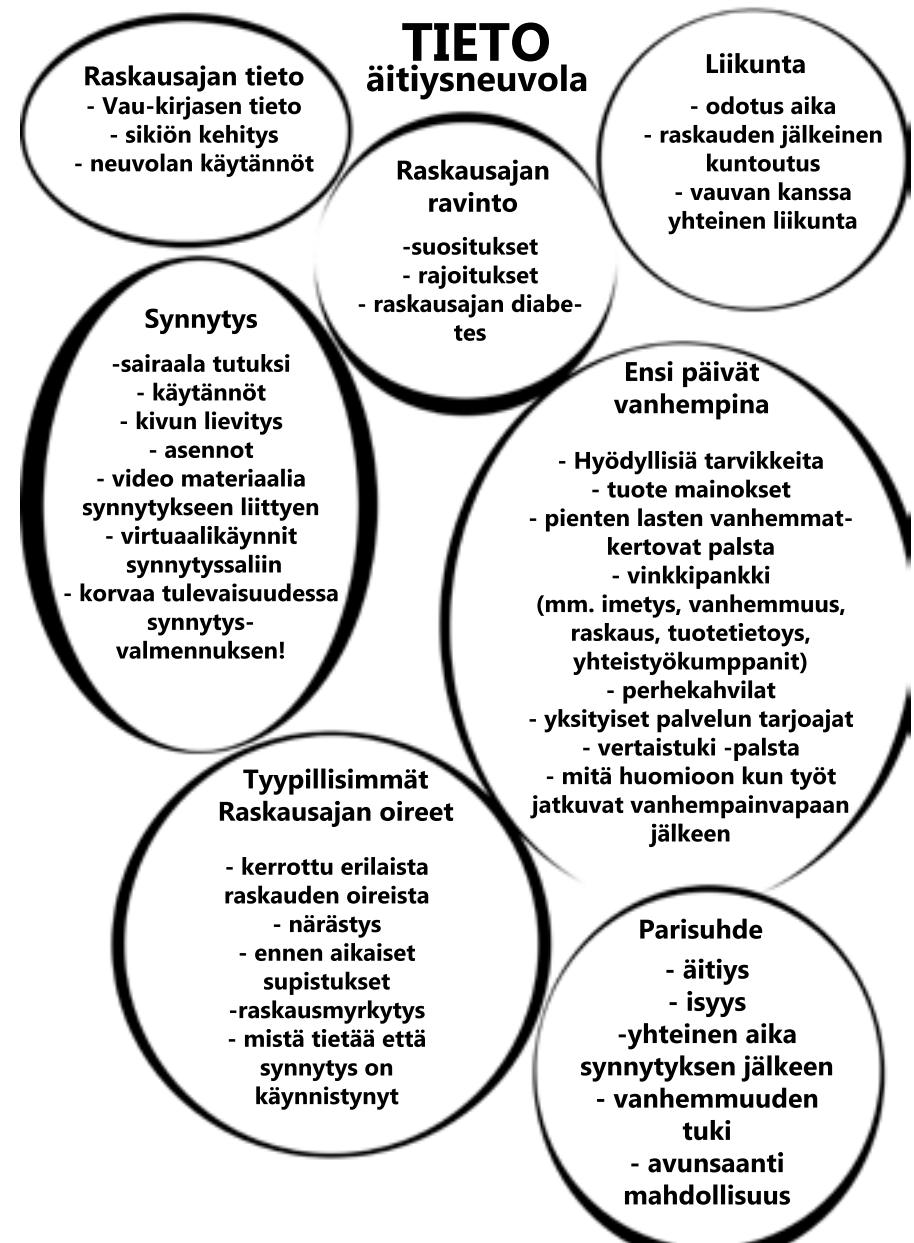 TIETO
äitiysneuvola
Raskausajan tieto
- Vau-kirjasen tieto
- sikiön kehitys
- neuvolan käytännöt
Raskausajan
ravinto
-suositukset
- rajoitukset
- raskausajan diabe-
tes
Liikunta
- odotus aika
- raskauden jälkeinen
kuntoutus
- vauvan kanssa
yhteinen liikunta
Synnytys
-sairaala tutuksi
- käytännöt
- kivun lievitys
- asennot
- video materiaalia
synnytykseen liittyen
- virtuaalikäynnit
synnytyssaliin
- korvaa tulevaisuudessa
synnytys-
valmennuksen!
Ensi päivät
vanhempina
- Hyödyllisiä tarvikkeita
- tuote mainokset
- pienten lasten vanhemmat-
kertovat palsta
- vinkkipankki
(mm. imetys, vanhemmuus,
raskaus, tuotetietoys,
yhteistyökumppanit)
- perhekahvilat
- yksityiset palvelun tarjoajat
- vertaistuki -palsta
- mitä huomioon kun työt
jatkuvat vanhempainvapaan
jälkeen
Tyypillisimmät
Raskausajan oireet
- kerrottu erilaista
raskauden oireista
- närästys
- ennen aikaiset
supistukset
-raskausmyrkytys
- mistä tietää että
synnytys on
käynnistynyt
Parisuhde
- äitiys
- isyys
-yhteinen aika
synnytyksen jälkeen
- vanhemmuuden
tuki
- avunsaanti
mahdollisuus